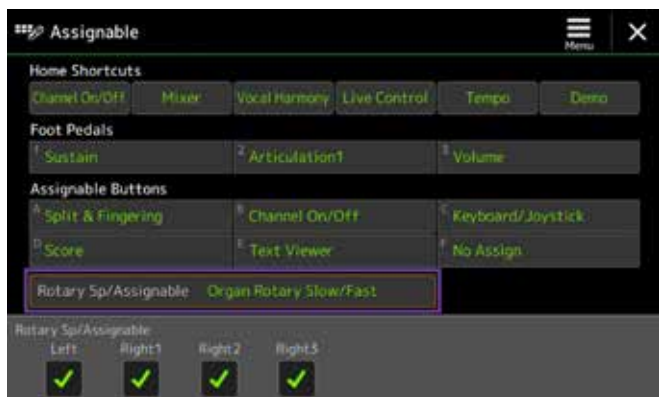 Assignable
Menu
Home Shortcuts
Channel On/Off Mixer Vocal Harmony Live Control Tempo Demo
Foot Pedals
1 Sustain 2 Articulation1 3 Volume
Assignable Buttons
A Split & Fingering B Channel On/Off C Keyboard/Joystick
D Score E Text Viewer F No Assign
Rotary Sp/Assignable Organ Rotary Slow/Fast
Rotary Sp/Assignable
Left Right1 Right2 Right3